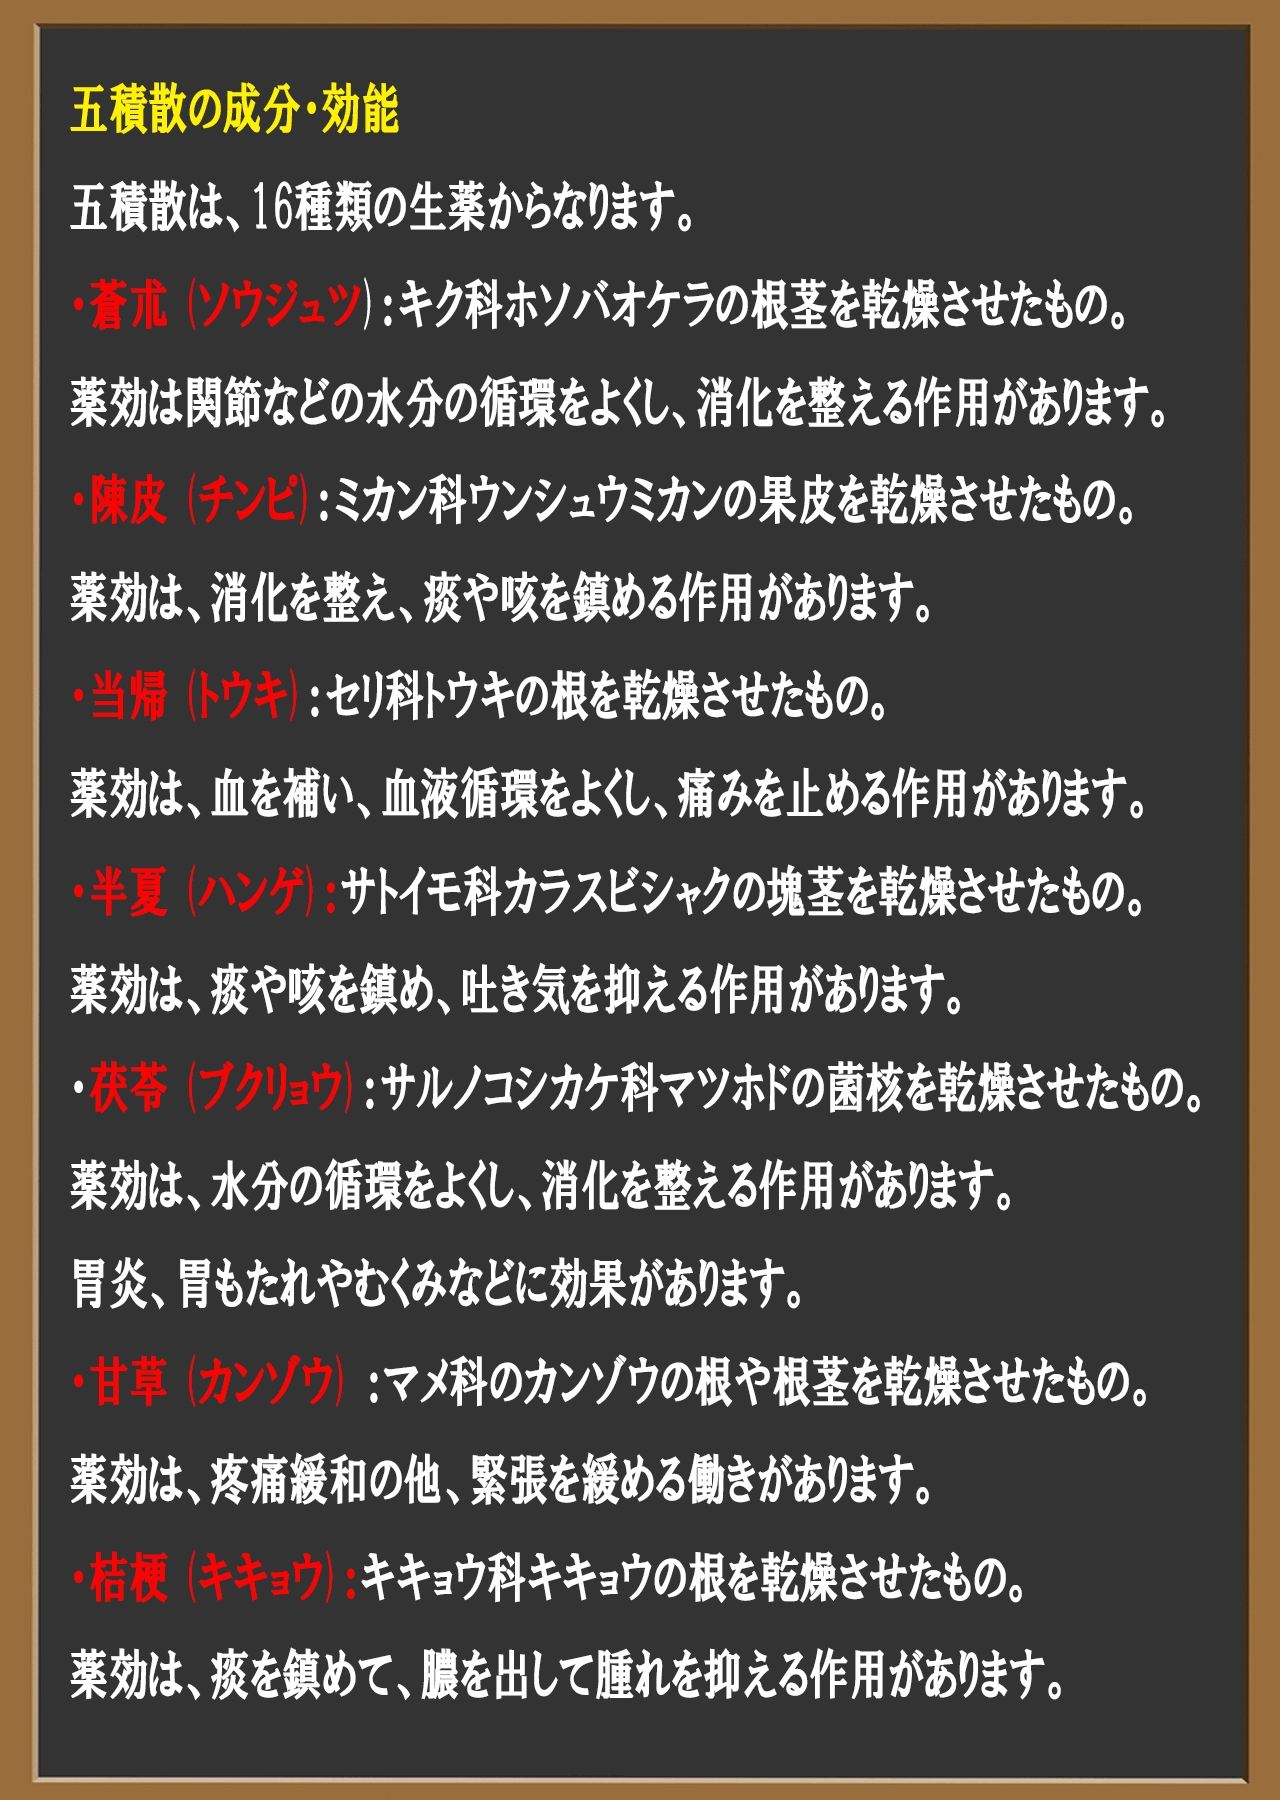 五積散の成分・効能
五積散は、16種類の生薬からなります。
・蒼朮（ソウジュツ）:キク科ホソバオケラの根茎を乾燥させたもの。
薬効は関節などの水分の循環をよくし、消化を整える作用があります。
・陳皮（チンピ）:ミカン科ウンシュウミカンの果皮を乾燥させたもの。
薬効は、消化を整え、痰や咳を鎮める作用があります。
・当帰（トウキ）:セリ科トウキの根を乾燥させたもの。
薬効は、血を補い、血液循環をよくし、痛みを止める作用があります。
・半夏（ハンゲ）:サトイモ科カラスビシャクの塊茎を乾燥させたもの。
薬効は、痰や咳を鎮め、吐き気を抑える作用があります。
・茯苓（ブクリョウ）:サルノコシカケ科マツホドの菌核を乾燥させたもの。
薬効は、水分の循環をよくし、消化を整える作用があります。
胃炎、胃もたれやむくみなどに効果があります。
・甘草（カンゾウ） :マメ科のカンゾウの根や根茎を乾燥させたもの。
薬効は、疼痛緩和の他、緊張を緩める働きがあります。
・桔梗（キキョウ）:キキョウ科キキョウの根を乾燥させたもの。
薬効は、痰を鎮めて、膿を出して腫れを抑える作用があります。